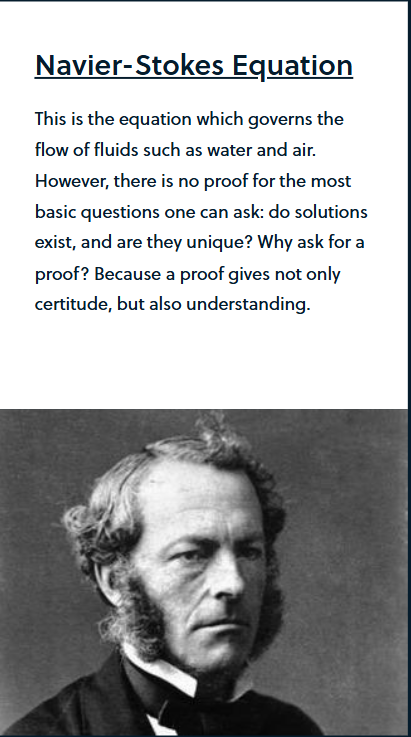 Navier-Stokes Equation
This is the equation which governs the
flow of fluids such as water and air.
However, there is no proof for the most
basic questions one can ask: do solutions
exist, and are they unique? Why ask for a
proof? Because a proof gives not only
certitude, but also understanding.